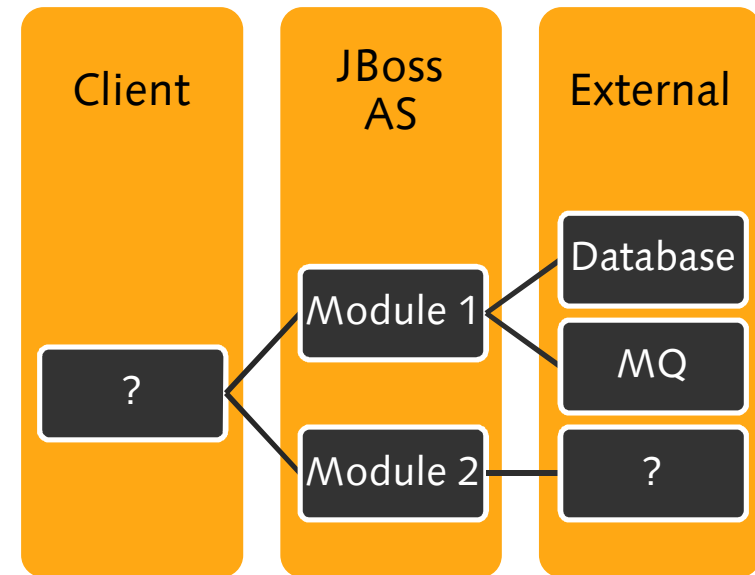 Client
JBoss
AS
External
Database
Module 1
MQ
?
Module 2
?